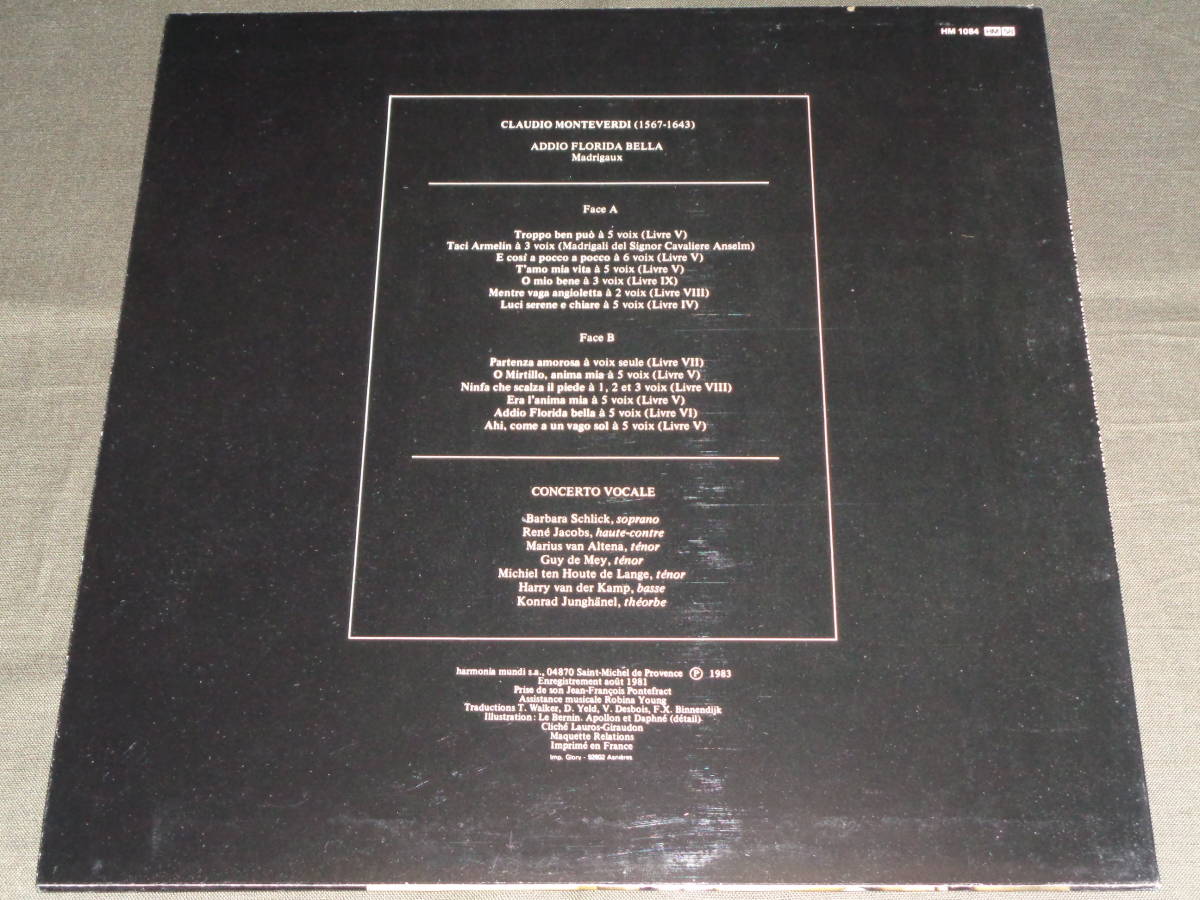 HM 1084 HM 56
CLAUDIO MONTEVERDI (1567-1643)
ADDIO FLORIDA BELLA
Madrigaux
Face A
Troppo ben può à 5 voix (Livre V)
Taci Armelin à 3 voix (Madrigali del Signor Cavaliere Anselm)
E cosí a pocco a pocco à 6 voix (Livre V)
T'amo mia vita à 5 voix (Livre V)
O mio bene à 3 voix (Livre IX)
Mentre vaga angioletta à 2 voix (Livre VIII)
Luci serene e chiare à 5 voix (Livre IV)
Face B
Partenza amorosa à voix seule (Livre VII)
O Mirtillo, anima mia à 5 voix (Livre V)
Ninfa che scalza il piede à 1, 2 et 3 voix (Livre VIII)
Era l'anima mia à 5 voix (Livre V)
Addio Florida bella à 5 voix (Livre VI)
Ahi, come a un vago sol à 5 voix (Livre V)
CONCERTO VOCALE
Barbara Schlick, soprano
René Jacobs, haute-contre
Marius van Altena, ténor
Guy de Mey, ténor
Michiel ten Houte de Lange, ténor
Harry van der Kamp, basse
Konrad Junghänel, théorbe
harmonia mundi s.a., 04870 Saint-Michel de Provence Ⓟ 1983
Enregistrement août 1981
Prise de son Jean-François Pontefract
Assistance musicale Robina Young
Traductions T. Walker, D. Yeld, V. Desbois, F.X. Binnendijk
Illustration: Le Bernin. Apollon et Daphné (détail)
Cliché Lauros-Giraudon
Maquette Relations
Imprimé en France
Imp. Glory - 92602 Asnières